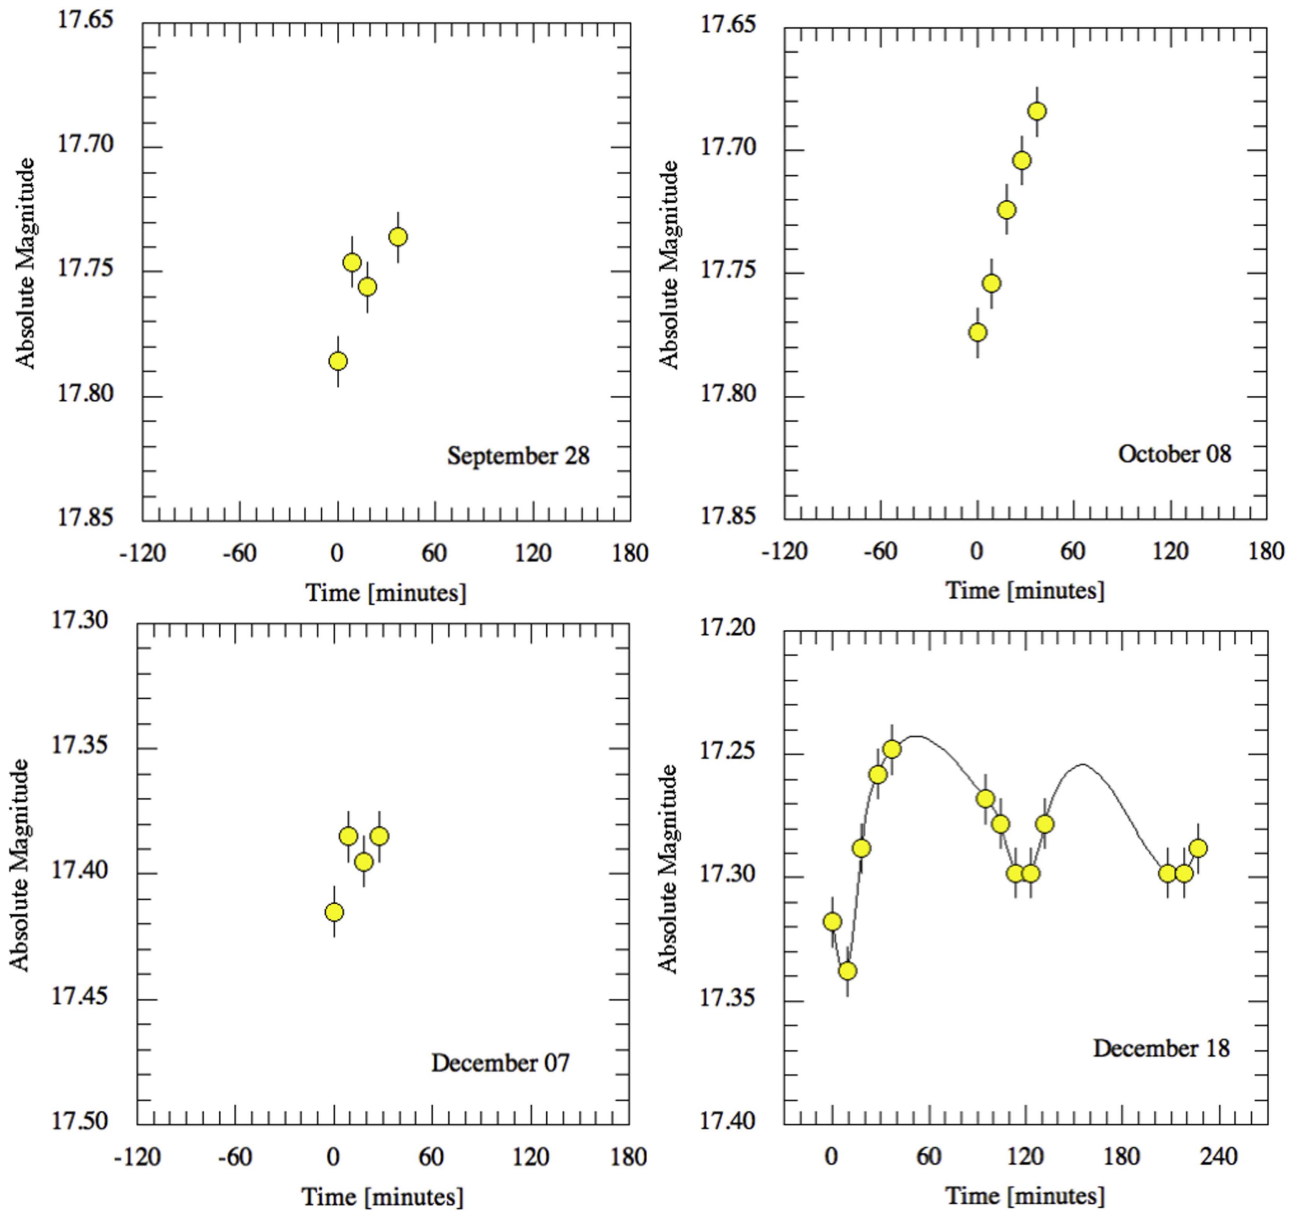 17.65
17.70
17.75
17.80
17.85
Absolute Magnitude
September 28
-120 -60 0 60 120 180
Time [minutes]
17.65
17.70
17.75
17.80
17.85
Absolute Magnitude
October 08
-120 -60 0 60 120 180
Time [minutes]
17.30
17.35
17.40
17.45
17.50
Absolute Magnitude
December 07
-120 -60 0 60 120 180
Time [minutes]
17.20
17.25
17.30
17.35
17.40
Absolute Magnitude
December 18
0 60 120 180 240
Time [minutes]